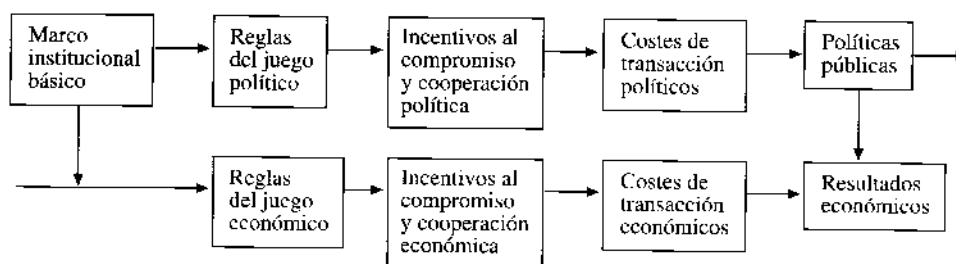 Marco
institucional
básico
Reglas
del juego
político
Incentivos al
compromiso
y cooperación
política
Costes de
transacción
políticos
Políticas
públicas
Reglas
del juego
económico
Incentivos al
compromiso
y cooperación
económica
Costes de
transacción
económicos
Resultados
económicos